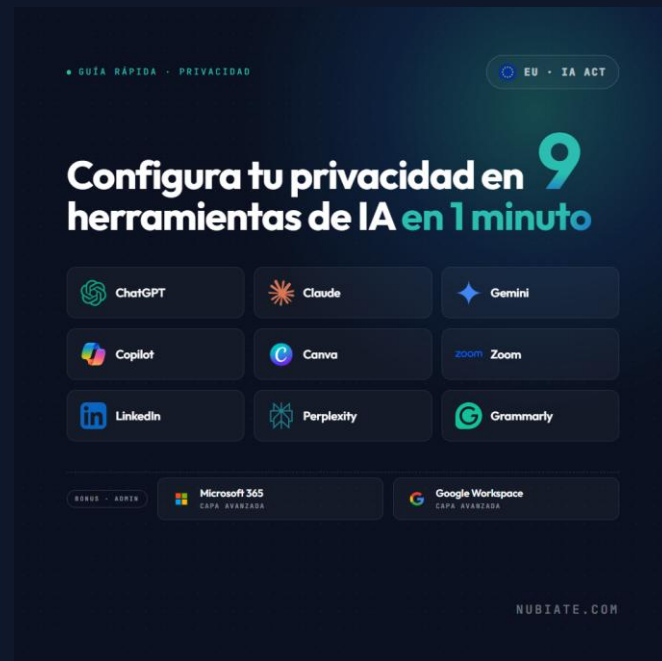 • GUÍA RÁPIDA · PRIVACIDAD
EU · IA ACT
Configura tu privacidad en 9
herramientas de IA en 1 minuto
ChatGPT
Claude
Gemini
Copilot
Canva
zoom Zoom
LinkedIn
Perplexity
Grammarly
BONUS · ADMIN
Microsoft 365
CAPA AVANZADA
Google Workspace
CAPA AVANZADA
NUBIATE.COM